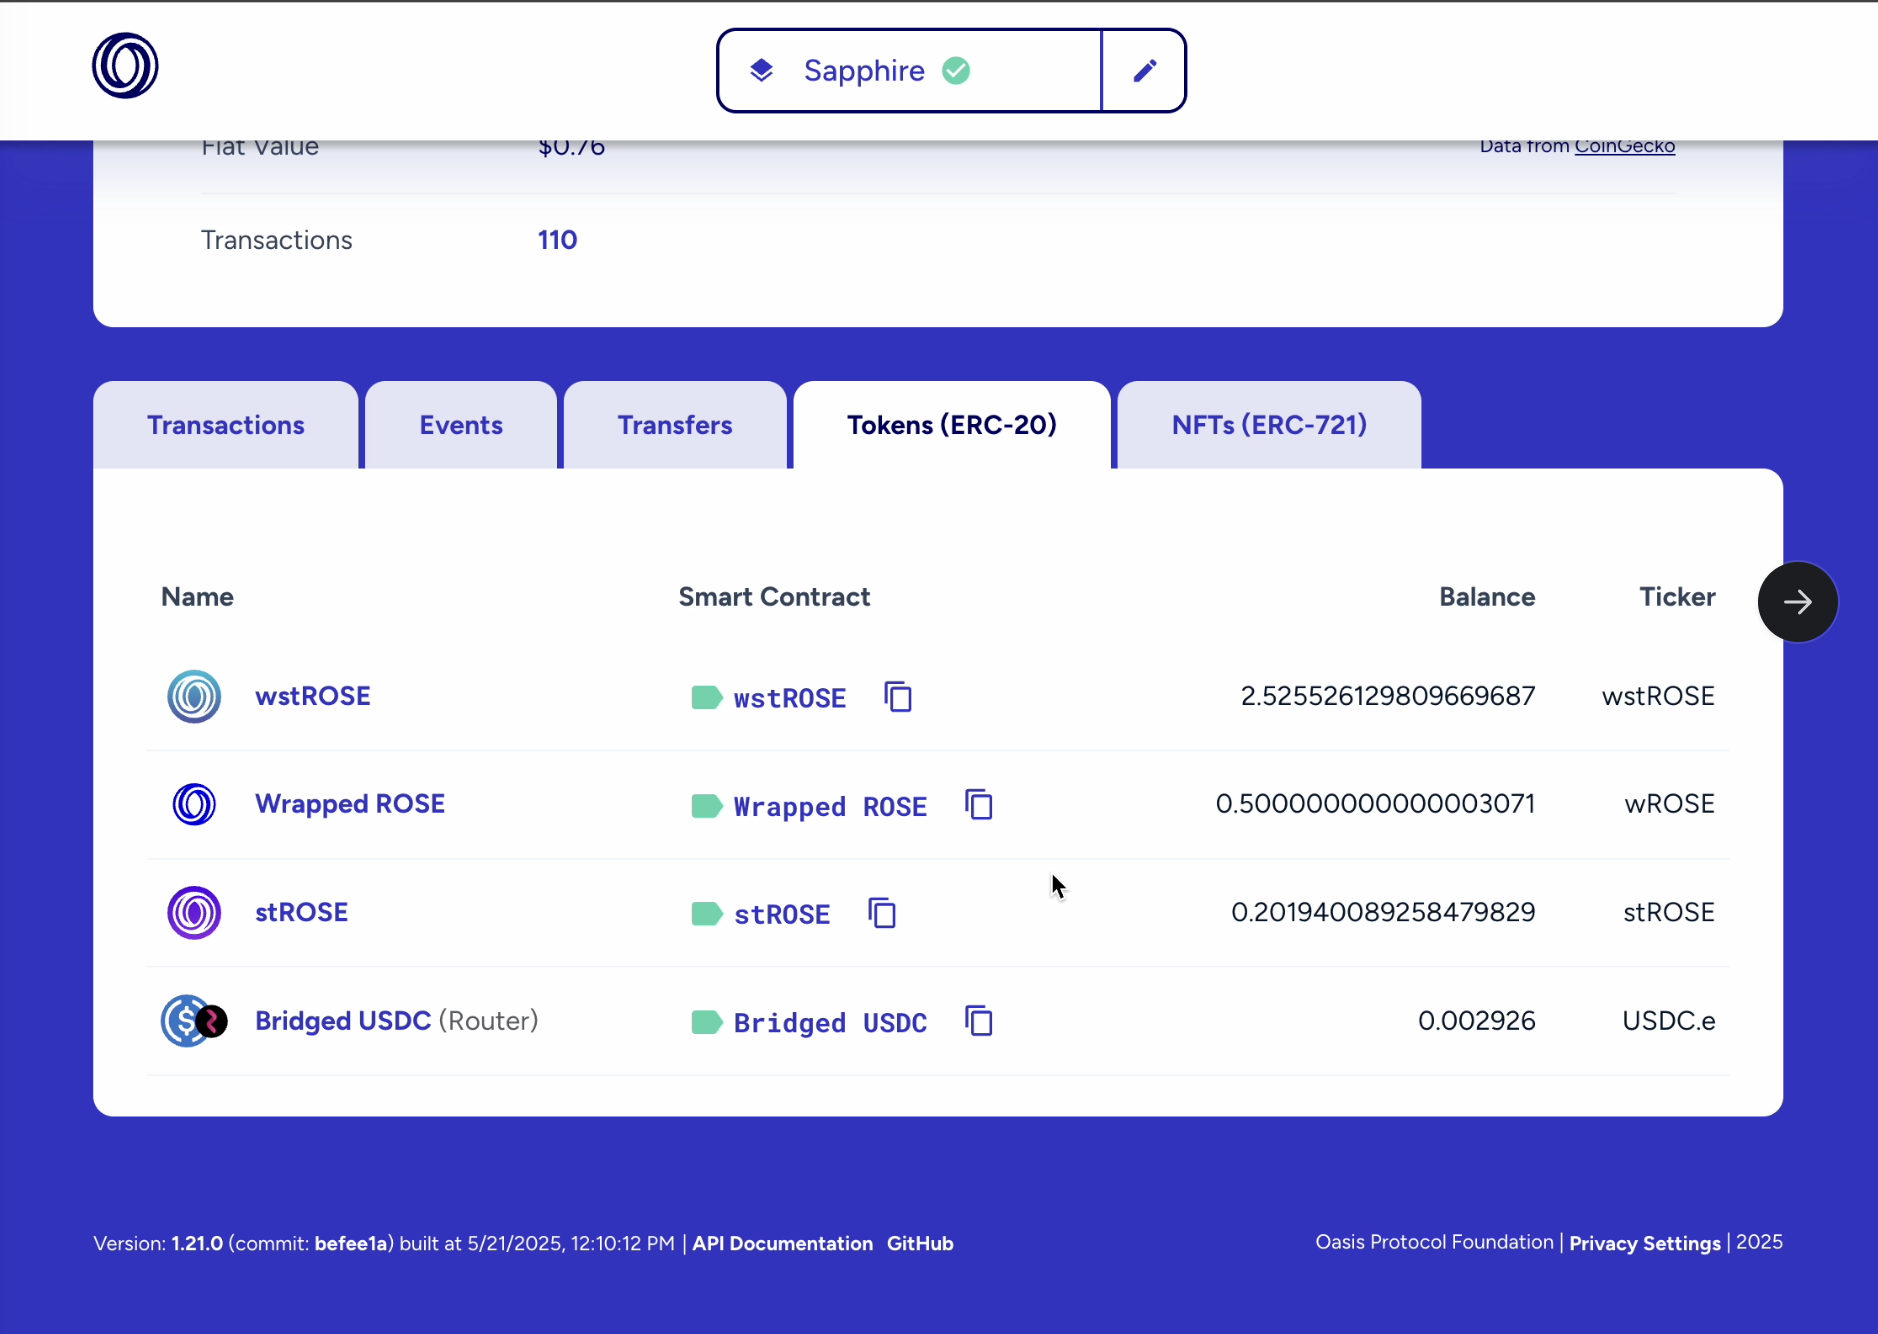 Sapphire
Fiat Value $0.76 Data from CoinGecko
Transactions 110
Transactions Events Transfers Tokens (ERC-20) NFTs (ERC-721)
Name Smart Contract Balance Ticker
wstROSE wstROSE 2.525526129809669687 wstROSE
Wrapped ROSE Wrapped ROSE 0.500000000000003071 wROSE
stROSE stROSE 0.201940089258479829 stROSE
Bridged USDC (Router) Bridged USDC 0.002926 USDC.e
Version: 1.21.0 (commit: befee1a) built at 5/21/2025, 12:10:12 PM | API Documentation GitHub
Oasis Protocol Foundation | Privacy Settings | 2025